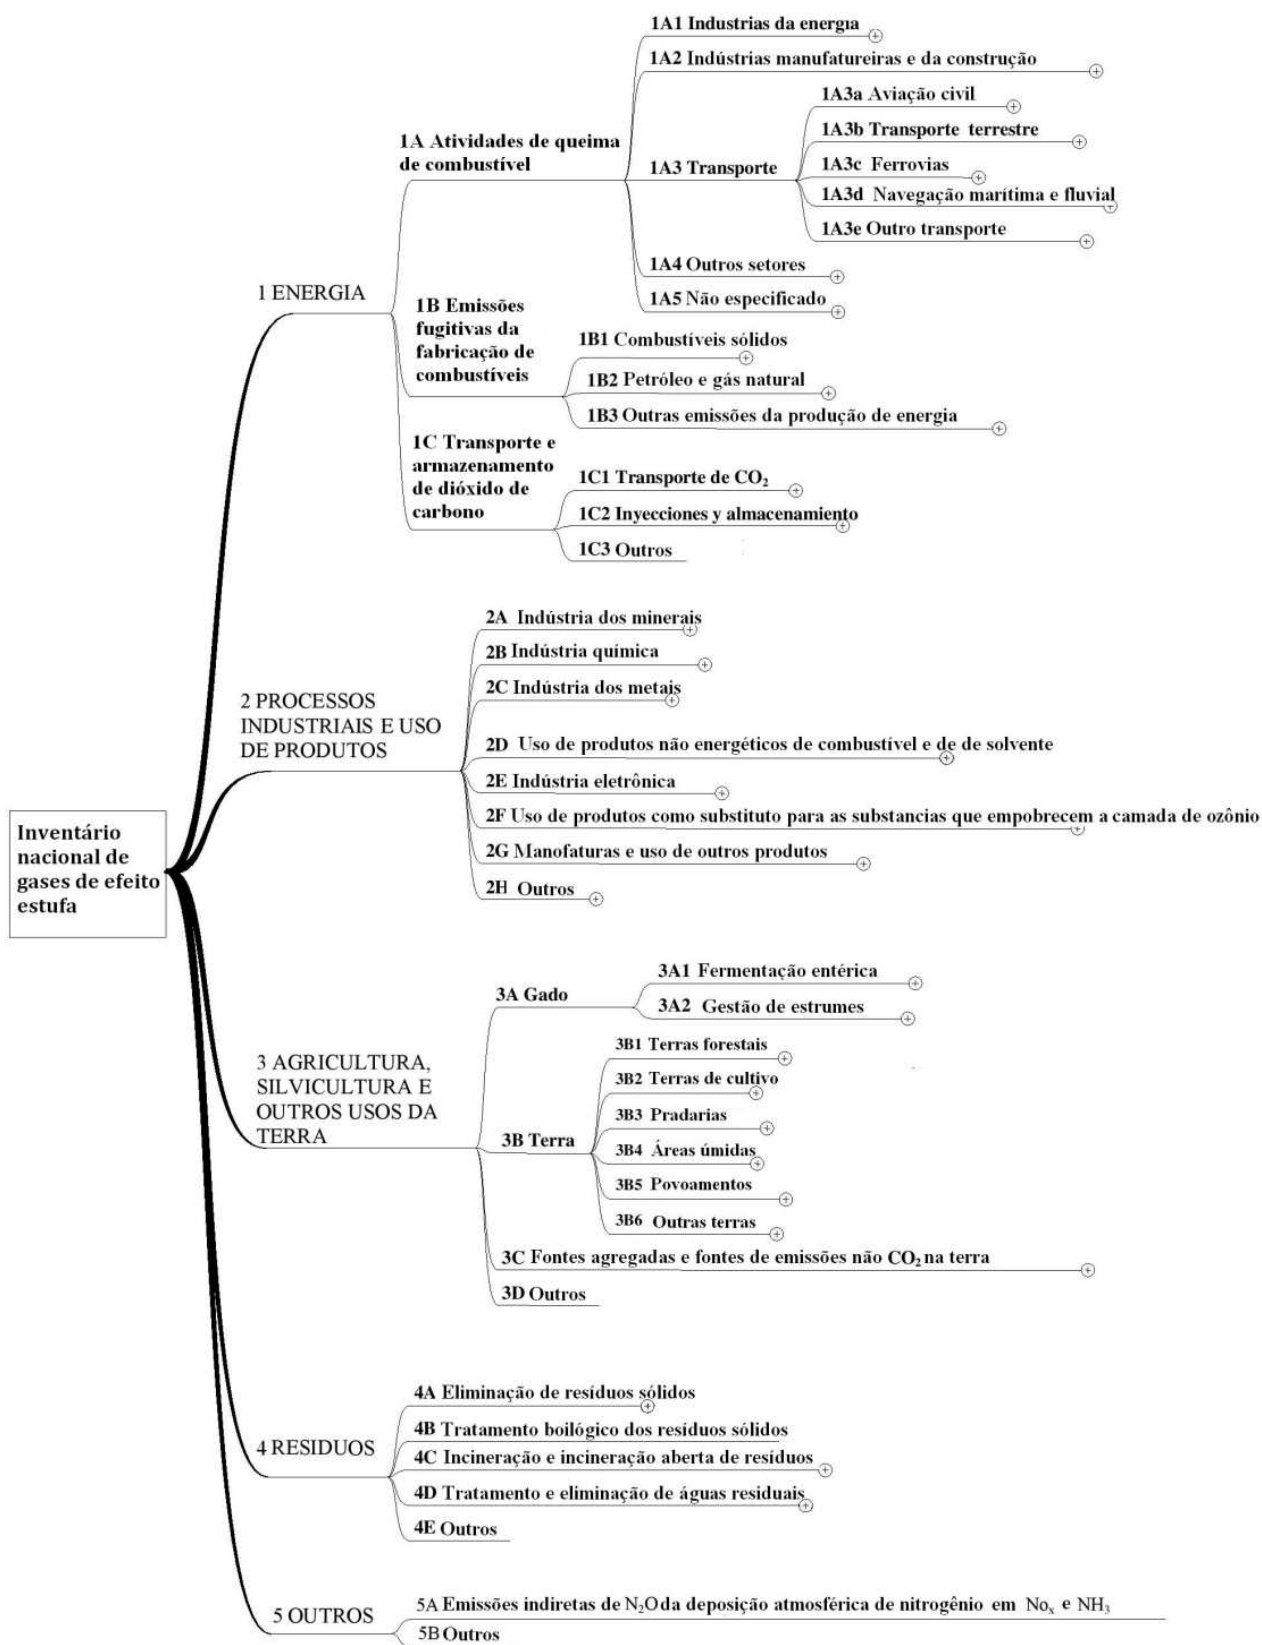 1A1 Industrias da energia
1A2 Indústrias manufatureiras e da construção
1A3a Aviação civil
1A3b Transporte terrestre
1A Atividades de queima
de combustível
1A3 Transporte
1A3c Ferrovias
1A3d Navegação marítima e fluvial
1A3e Outro transporte
1A4 Outros setores
1A5 Não especificado
1 ENERGIA
1B Emissões
fugitivas da
fabricação de
combustíveis
1B1 Combustíveis sólidos
1B2 Petróleo e gás natural
1B3 Outras emissões da produção de energia
1C Transporte e
armazenamento
de dióxido de
carbono
1C1 Transporte de CO₂
1C2 Inyecciones y almacenamiento
1C3 Outros
2A Indústria dos minerais
2B Indústria química
2C Indústria dos metais
2 PROCESSOS
INDUSTRIAIS E USO
DE PRODUTOS
2D Uso de produtos não energéticos de combustível e de de solvente
2E Indústria eletrônica
2F Uso de produtos como substituto para as substancias que empobrecem a camada de ozônio
2G Manofaturas e uso de outros produtos
2H Outros
Inventário
nacional de
gases de efeito
estufa
3A Gado
3A1 Fermentação entérica
3A2 Gestão de estrumes
3 AGRICULTURA,
SILVICULTURA E
OUTROS USOS DA
TERRA
3B Terra
3B1 Terras forestais
3B2 Terras de cultivo
3B3 Pradarias
3B4 Áreas úmidas
3B5 Povoamentos
3B6 Outras terras
3C Fontes agregadas e fontes de emissões não CO₂ na terra
3D Outros
4 RESIDUOS
4A Eliminação de resíduos sólidos
4B Tratamento boilógico dos resíduos sólidos
4C Incineração e incineração aberta de resíduos
4D Tratamento e eliminação de águas residuais
4E Outros
5 OUTROS
5A Emissões indiretas de N₂O da deposição atmosférica de nitrogênio em Noₓ e NH₃
5B Outros